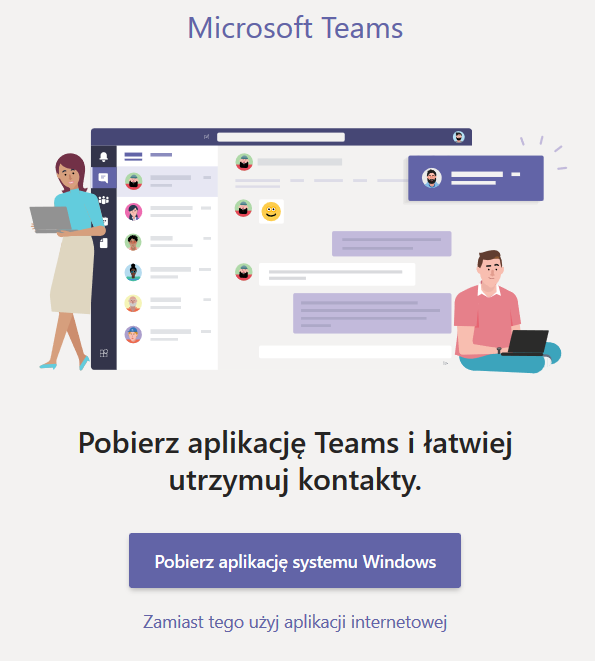 Microsoft Teams
Pobierz aplikację Teams i łatwiej
utrzymuj kontakty.
Pobierz aplikację systemu Windows
Zamiast tego użyj aplikacji internetowej